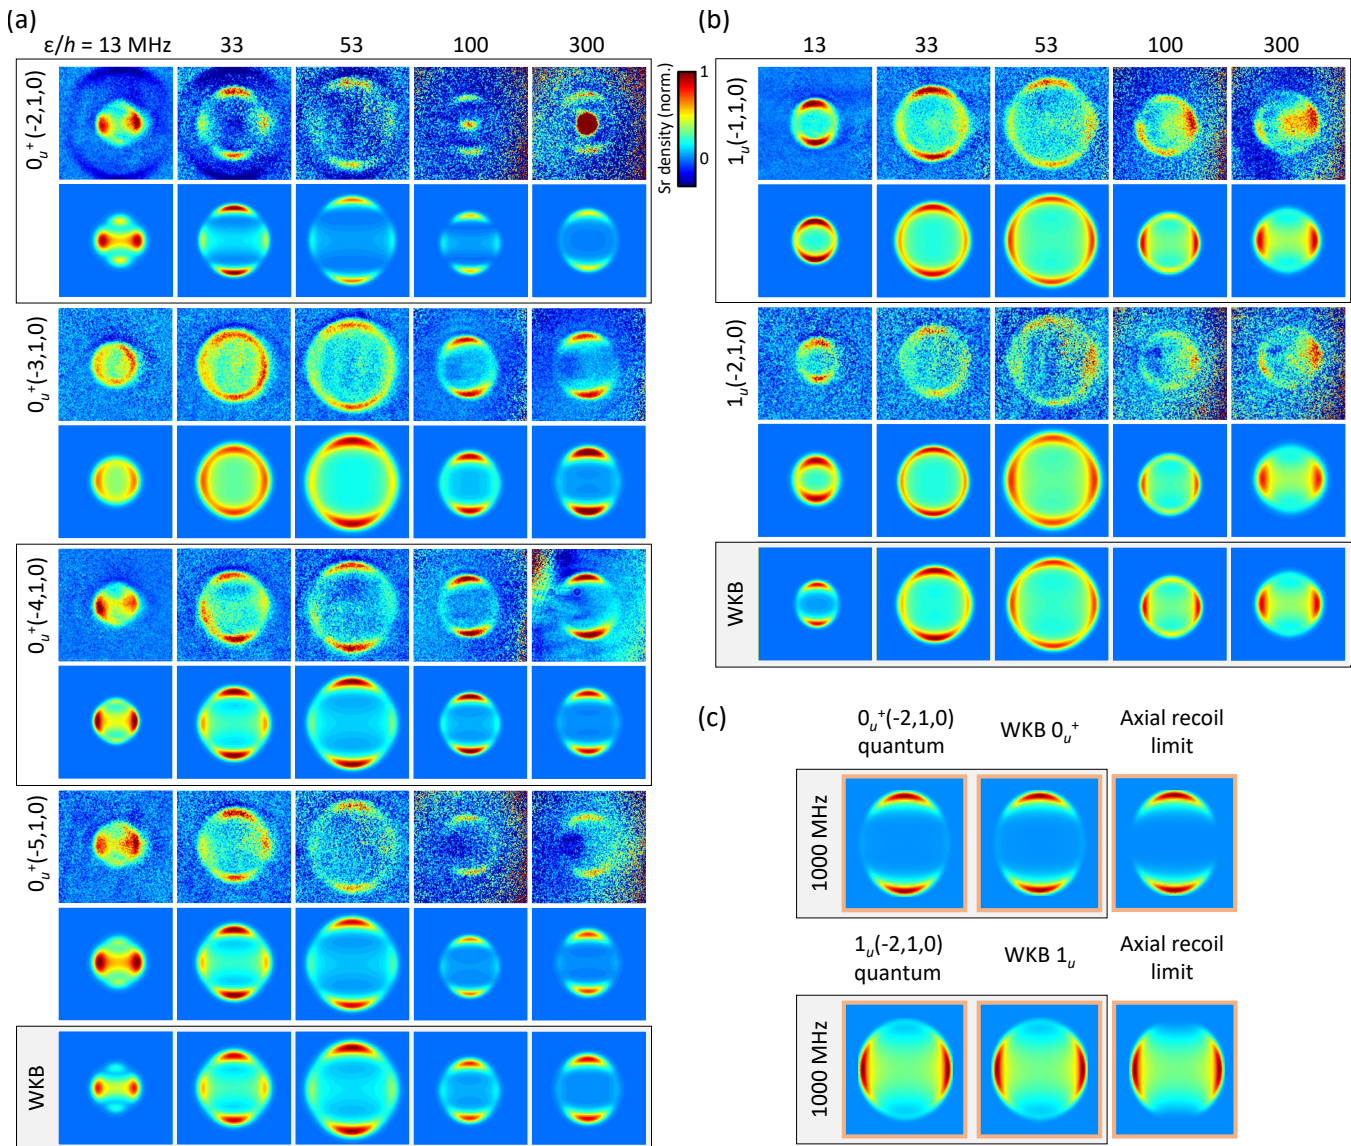 (a)
ε/h = 13 MHz 33 53 100 300
0u+(-2,1,0)
1
0
Sr density (norm.)
0u+(-3,1,0)
0u+(-4,1,0)
0u+(-5,1,0)
WKB
(b)
13 33 53 100 300
1u(-1,1,0)
1u(-2,1,0)
WKB
(c)
0u+(-2,1,0)
quantum
WKB 0u+
Axial recoil
limit
1000 MHz
1u(-2,1,0)
quantum
WKB 1u
Axial recoil
limit
1000 MHz